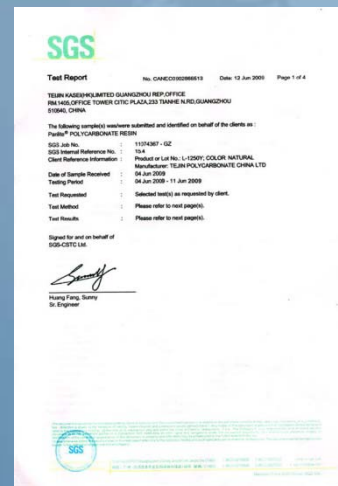 SGS
Test Report No. CANEC0902886613 Date: 12 Jun 2009 Page 1 of 4
TEIJIN KASEI(HK)LIMITED GUANGZHOU REP.OFFICE
RM.1405,OFFICE TOWER CITIC PLAZA,233 TIANHE N.RD,GUANGZHOU
510640, CHINA
The following sample(s) was/were submitted and identified on behalf of the clients as :
Panlite® POLYCARBONATE RESIN
SGS Job No. : 11074367 - GZ
SGS Internal Reference No. : 10.4
Client Reference Information : Product or Lot No.: L-1250Y; COLOR: NATURAL
Manufacturer: TEJIN POLYCARBONATE CHINA LTD
Date of Sample Received : 04 Jun 2009
Testing Period : 04 Jun 2009 - 11 Jun 2009
Test Requested : Selected test(s) as requested by client.
Test Method : Please refer to next page(s).
Test Results : Please refer to next page(s).
Signed for and on behalf of
SGS-CSTC Ltd.
Huang Fang, Sunny
Sr. Engineer
SGS